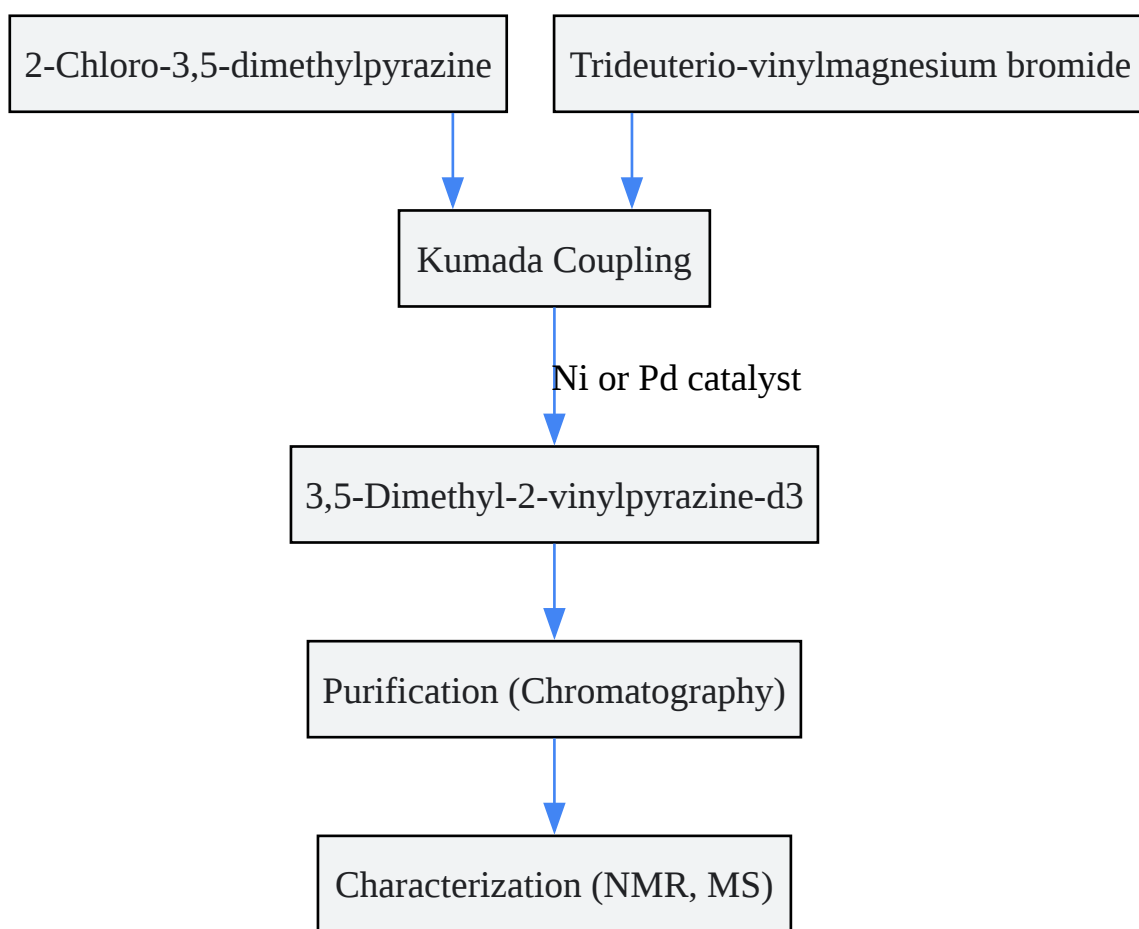 2-Chloro-3,5-dimethylpyrazine
Trideuterio-vinylmagnesium bromide
Kumada Coupling
Ni or Pd catalyst
3,5-Dimethyl-2-vinylpyrazine-d3
Purification (Chromatography)
Characterization (NMR, MS)